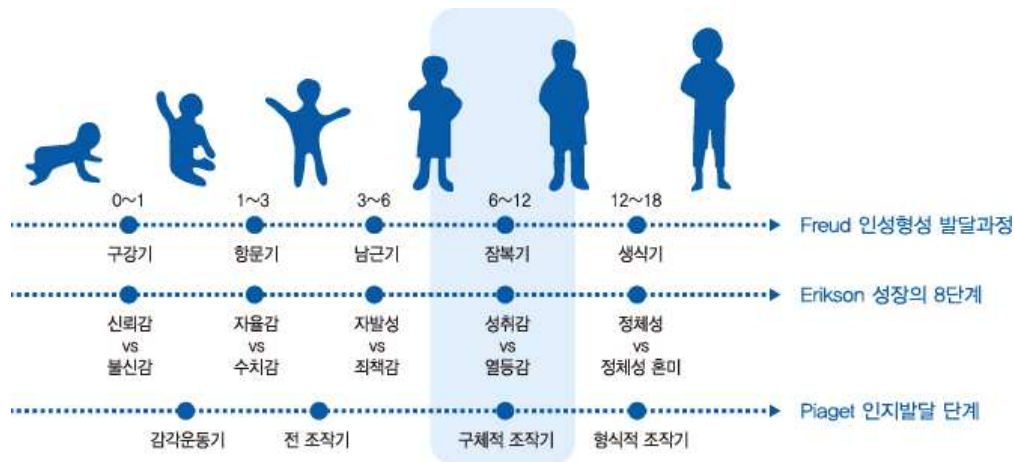 0~1 1~3 3~6 6~12 12~18
Freud 인성형성 발달과정
구강기 항문기 남근기 잠복기 생식기
Erikson 성장의 8단계
신뢰감 자율감 자발성 성취감 정체성
vs vs vs vs vs
불신감 수치감 죄책감 열등감 정체성 혼미
Piaget 인지발달 단계
감각운동기 전 조작기 구체적 조작기 형식적 조작기